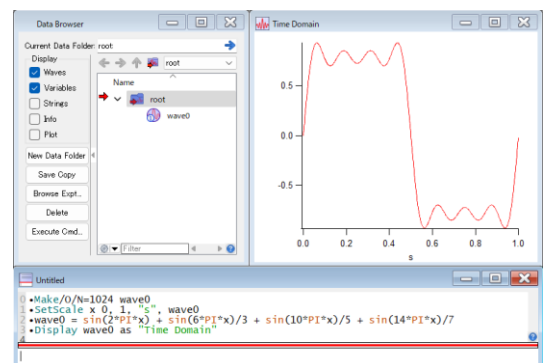 Data Browser
Current Data Folder: root:
Display
Waves
Variables
Strings
Info
Plot
New Data Folder
Save Copy
Browse Expt...
Delete
Execute Cmd...
root
Name
root
wave0
Filter
Time Domain
0.5
0.0
-0.5
0.0 0.2 0.4 0.6 0.8 1.0
s
Untitled
0 •Make/O/N=1024 wave0
1 •SetScale x 0, 1, "s", wave0
2 •wave0 = sin(2*PI*x) + sin(6*PI*x)/3 + sin(10*PI*x)/5 + sin(14*PI*x)/7
3 •Display wave0 as "Time Domain"
4